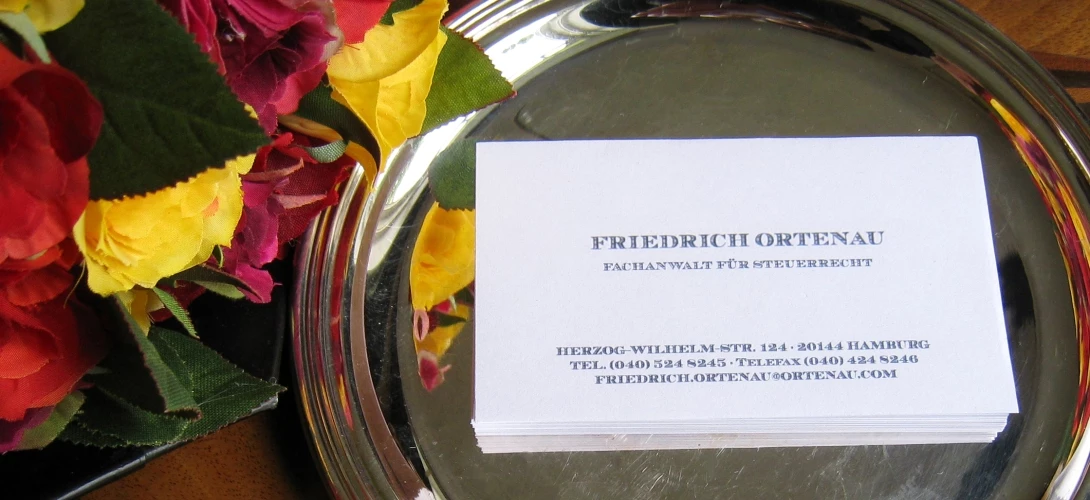 FRIEDRICH ORTENAU
FACHANWALT FÜR STEUERRECHT
HERZOG-WILHELM-STR. 124 · 20144 HAMBURG
TEL. (040) 524 8245 · TELEFAX (040) 424 8246
FRIEDRICH.ORTENAU@ORTENAU.COM